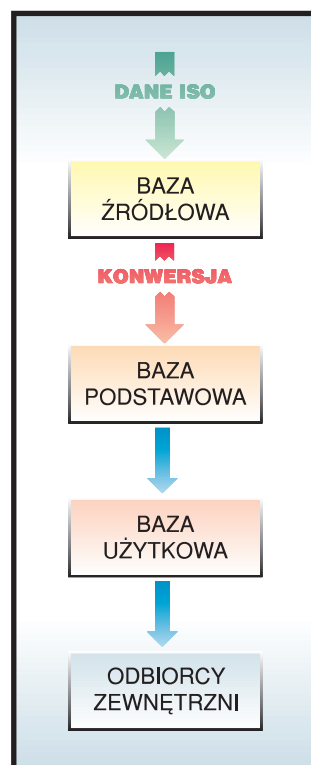 DANE ISO
BAZA
ŹRÓDŁOWA
KONWERSJA
BAZA
PODSTAWOWA
BAZA
UŻYTKOWA
ODBIORCY
ZEWNĘTRZNI